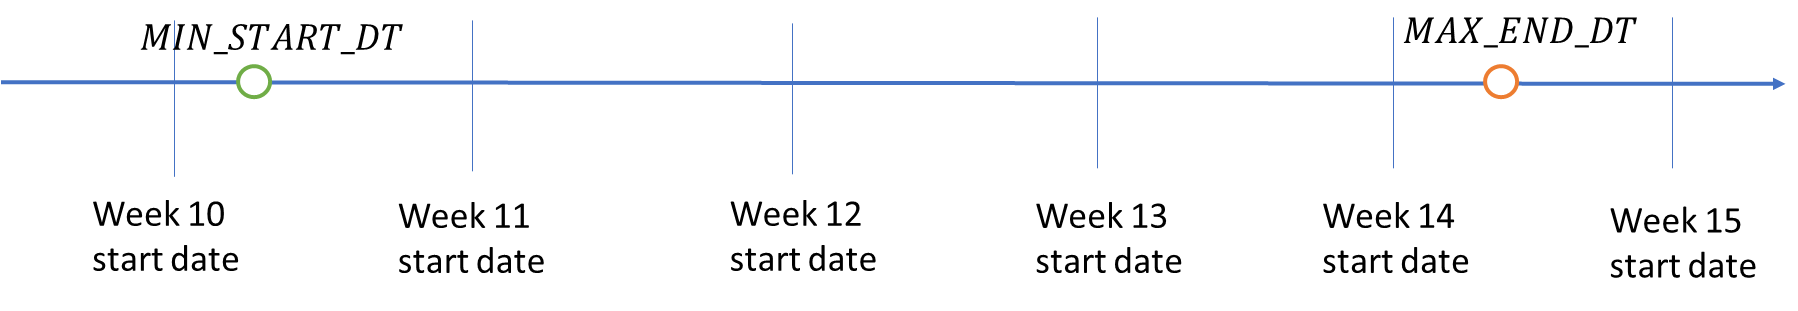 MIN_START_DT
MAX_END_DT
Week 10
start date
Week 11
start date
Week 12
start date
Week 13
start date
Week 14
start date
Week 15
start date